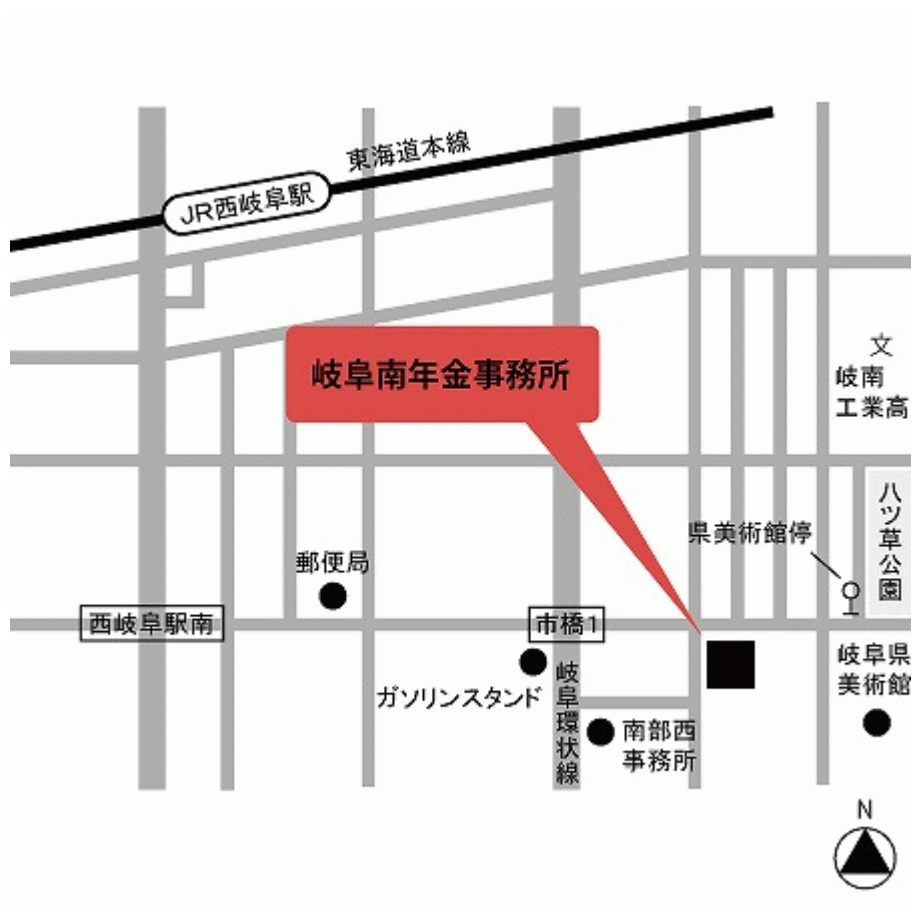 東海道本線
JR西岐阜駅
岐阜南年金事務所
文
岐南
工業高
八ツ草公園
県美術館停
郵便局
西岐阜駅南
市橋1
岐阜県
美術館
ガソリンスタンド
岐阜環状線
南部西
事務所
N